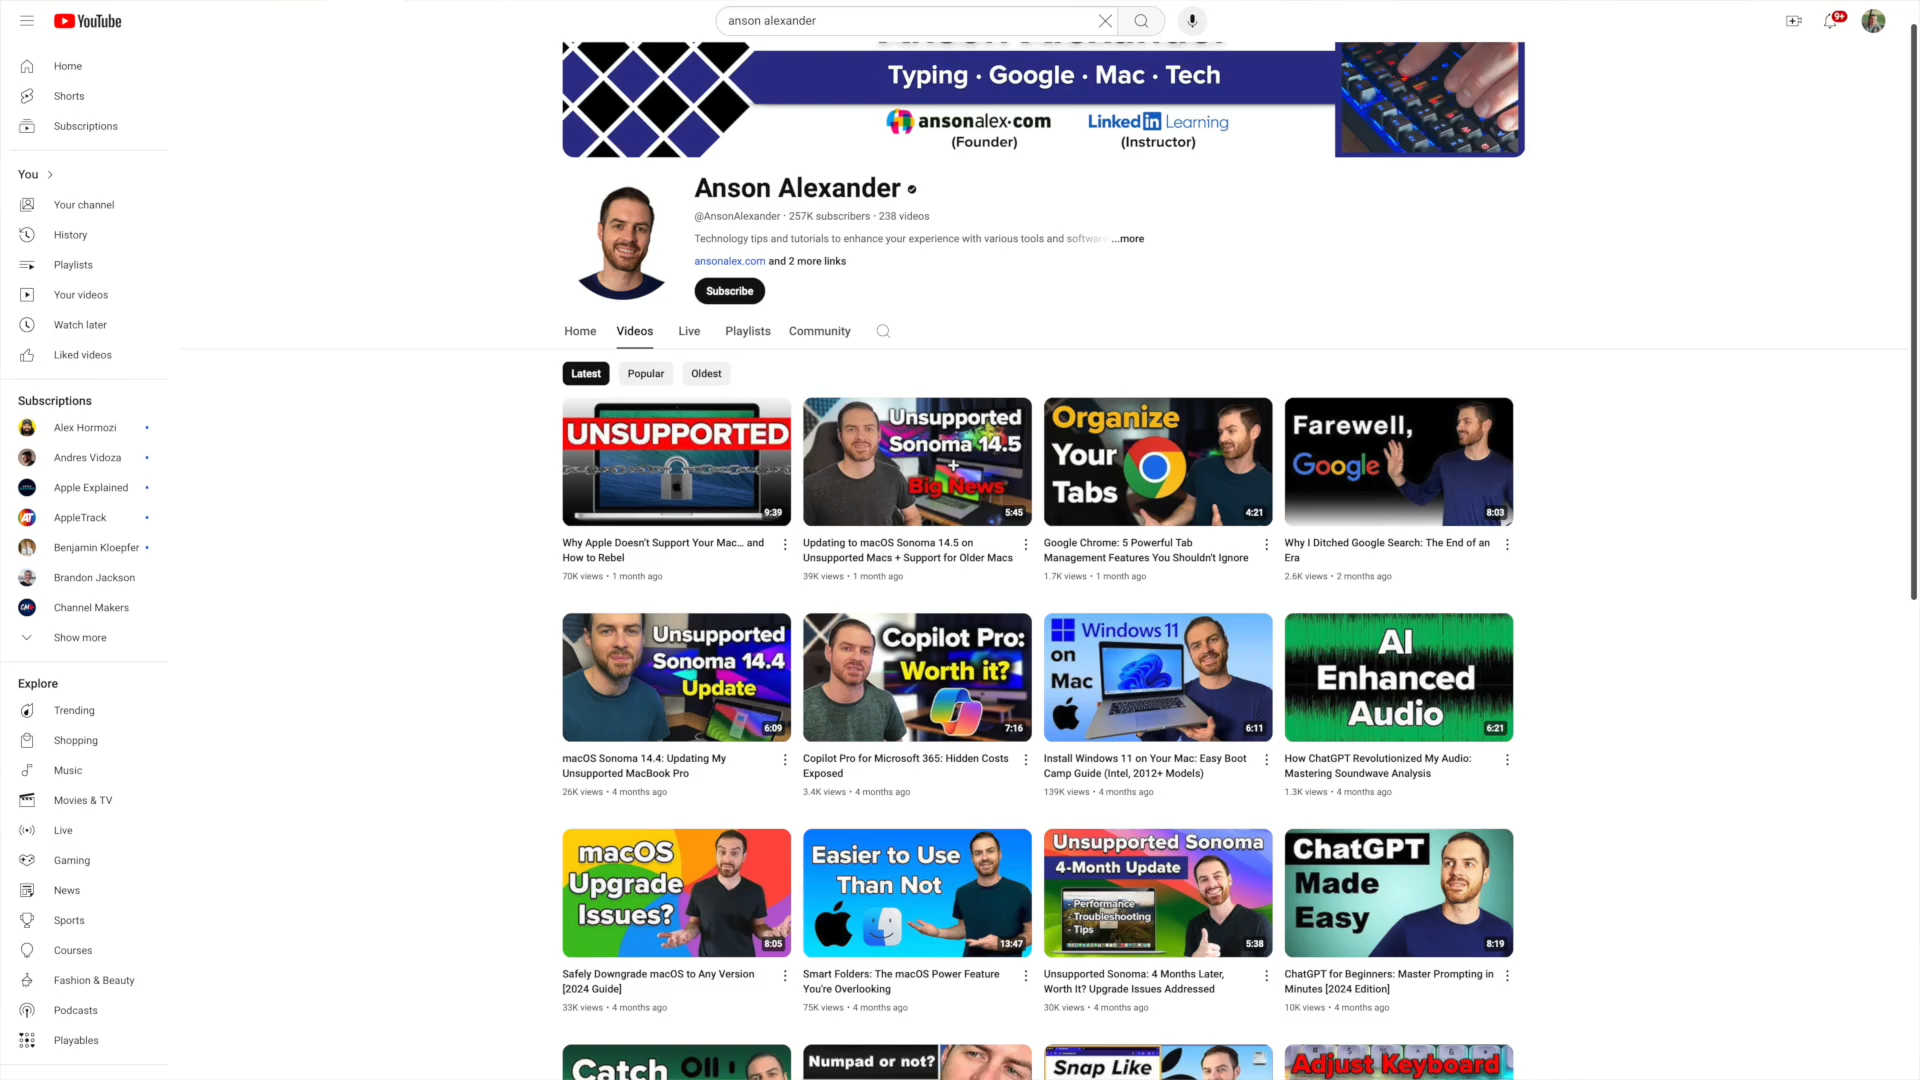 YouTube
anson alexander
9+
Home
Shorts
Subscriptions
You
Your channel
History
Playlists
Your videos
Watch later
Liked videos
Subscriptions
Alex Hormozi
Andres Vidoza
Apple Explained
AppleTrack
Benjamin Kloepfer
Brandon Jackson
Channel Makers
Show more
Explore
Trending
Shopping
Music
Movies & TV
Live
Gaming
News
Sports
Courses
Fashion & Beauty
Podcasts
Playables
Typing · Google · Mac · Tech
ansonalex.com
(Founder)
Linked in Learning
(Instructor)
Anson Alexander
@AnsonAlexander · 257K subscribers · 238 videos
Technology tips and tutorials to enhance your experience with various tools and software ...more
ansonalex.com and 2 more links
Subscribe
Home Videos Live Playlists Community
Latest Popular Oldest
UNSUPPORTED
9:39
Why Apple Doesn't Support Your Mac... and
How to Rebel
70K views • 1 month ago
Unsupported
Sonoma 14.5
+
Big News
5:45
Updating to macOS Sonoma 14.5 on
Unsupported Macs + Support for Older Macs
39K views • 1 month ago
Organize
Your
Tabs
4:21
Google Chrome: 5 Powerful Tab
Management Features You Shouldn't Ignore
1.7K views • 1 month ago
Farewell,
Google
8:03
Why I Ditched Google Search: The End of an
Era
2.6K views • 2 months ago
Unsupported
Sonoma 14.4
Update
6:09
macOS Sonoma 14.4: Updating My
Unsupported MacBook Pro
26K views • 4 months ago
Copilot Pro:
Worth it?
7:16
Copilot Pro for Microsoft 365: Hidden Costs
Exposed
3.4K views • 4 months ago
Windows 11
on
Mac
6:11
Install Windows 11 on Your Mac: Easy Boot
Camp Guide (Intel, 2012+ Models)
139K views • 4 months ago
AI
Enhanced
Audio
6:21
How ChatGPT Revolutionized My Audio:
Mastering Soundwave Analysis
1.3K views • 4 months ago
macOS
Upgrade
Issues?
8:05
Safely Downgrade macOS to Any Version
[2024 Guide]
33K views • 4 months ago
Easier to Use
Than Not
13:47
Smart Folders: The macOS Power Feature
You're Overlooking
75K views • 4 months ago
Unsupported Sonoma
4-Month Update
- Performance
- Troubleshooting
- Tips
5:38
Unsupported Sonoma: 4 Months Later,
Worth It? Upgrade Issues Addressed
30K views • 4 months ago
ChatGPT
Made
Easy
8:19
ChatGPT for Beginners: Master Prompting in
Minutes [2024 Edition]
10K views • 4 months ago
Catch
Numpad or not?
Snap Like
Adjust Keyboard